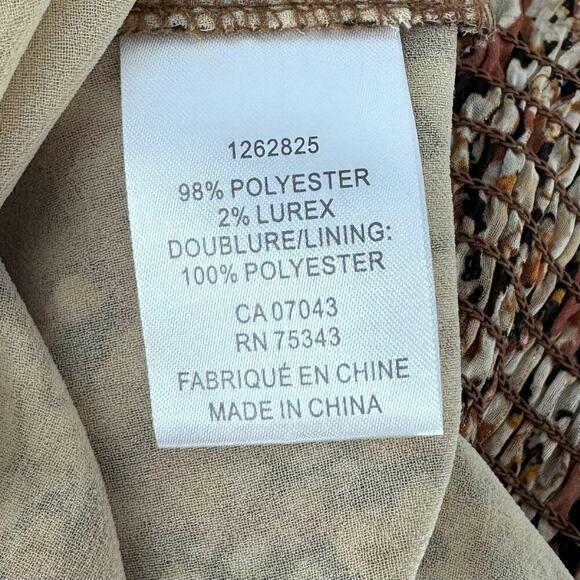 1262825
98% POLYESTER
2% LUREX
DOUBLURE/LINING:
100% POLYESTER
CA 07043
RN 75343
FABRIQUÉ EN CHINE
MADE IN CHINA